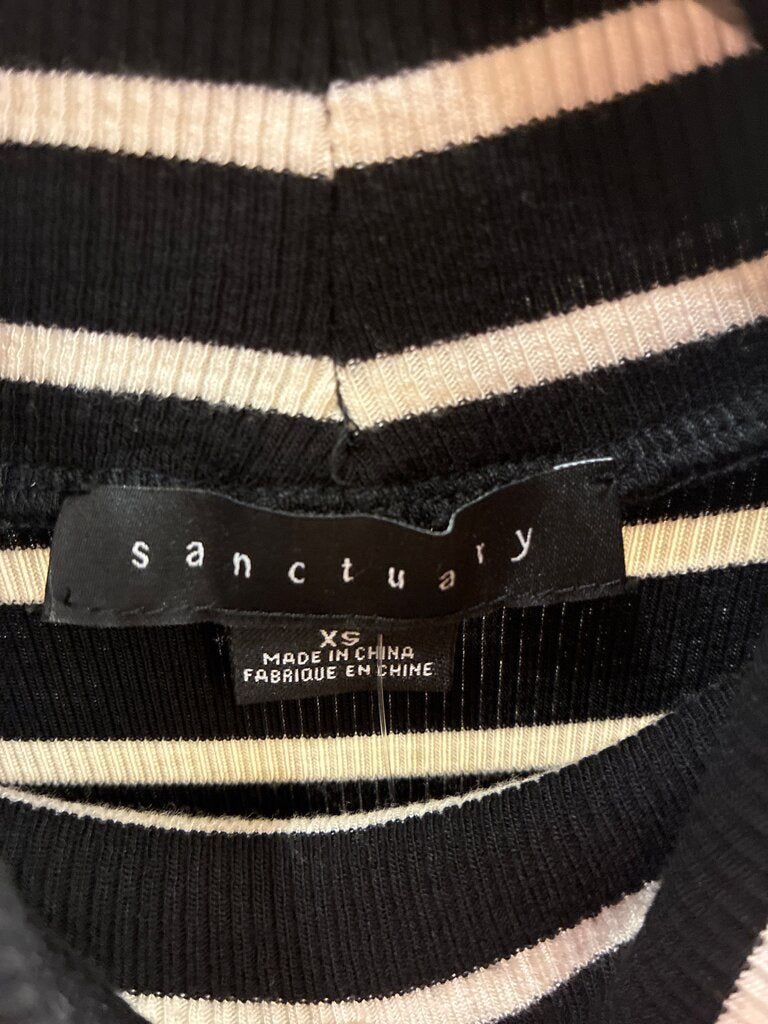 sanctuary
XS
MADE IN CHINA
FABRIQUE EN CHINE